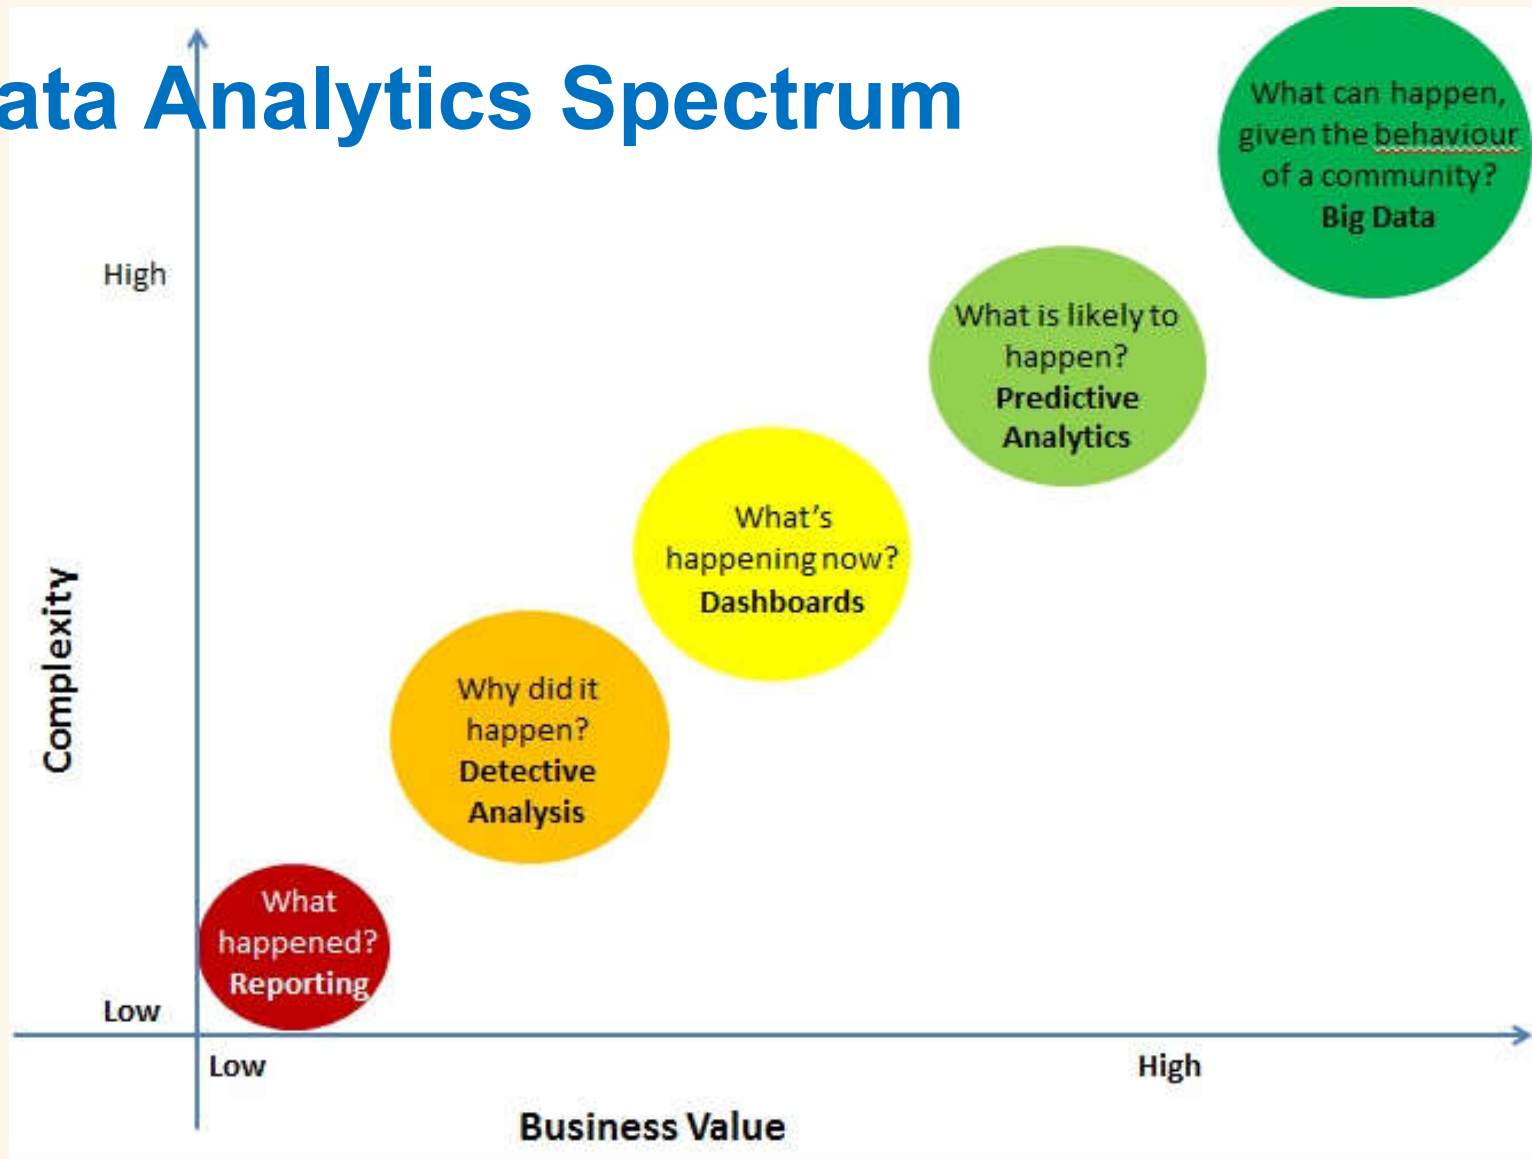 ata Analytics Spectrum
What can happen,
given the behaviour
of a community?
Big Data
High
What is likely to
happen?
Predictive
Analytics
What's
happening now?
Dashboards
Complexity
Why did it
happen?
Detective
Analysis
What
happened?
Reporting
Low
Low
High
Business Value